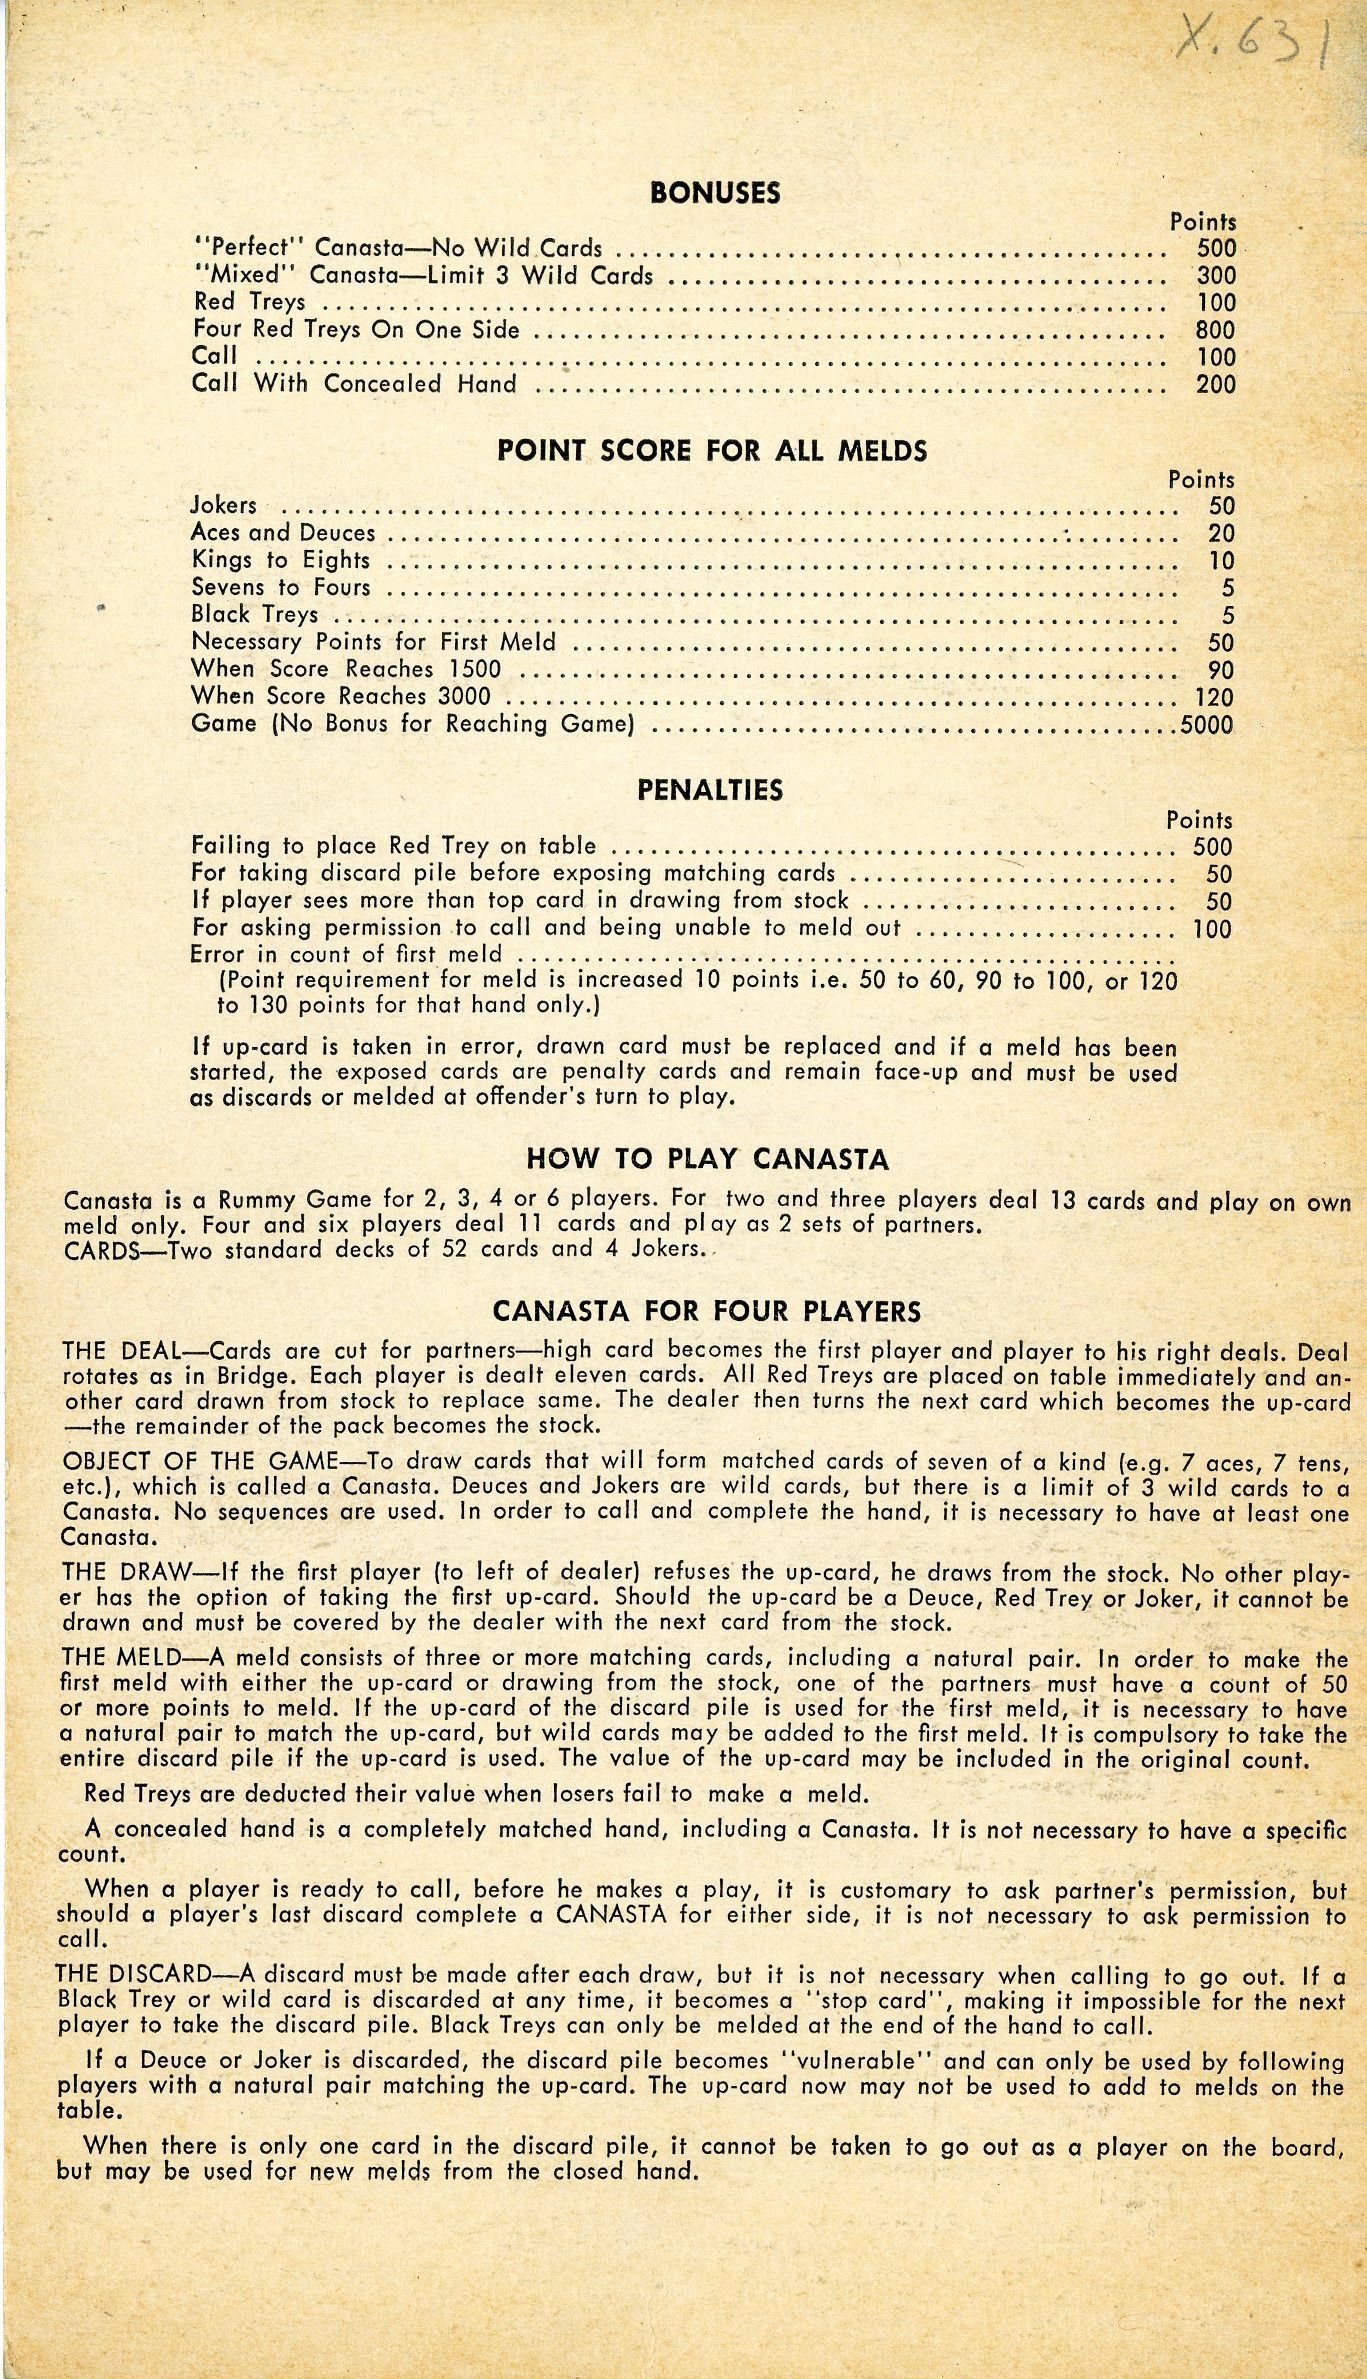 X. 631
BONUSES
Points
"Perfect" Canasta—No Wild Cards ........ 500
"Mixed" Canasta—Limit 3 Wild Cards ........ 300
Red Treys ........ 100
Four Red Treys On One Side ........ 800
Call ........ 100
Call With Concealed Hand ........ 200
POINT SCORE FOR ALL MELDS
Points
Jokers ........ 50
Aces and Deuces ........ 20
Kings to Eights ........ 10
Sevens to Fours ........ 5
Black Treys ........ 5
Necessary Points for First Meld ........ 50
When Score Reaches 1500 ........ 90
When Score Reaches 3000 ........ 120
Game (No Bonus for Reaching Game) ........ 5000
PENALTIES
Points
Failing to place Red Trey on table ........ 500
For taking discard pile before exposing matching cards ........ 50
If player sees more than top card in drawing from stock ........ 50
For asking permission to call and being unable to meld out ........ 100
Error in count of first meld ........
(Point requirement for meld is increased 10 points i.e. 50 to 60, 90 to 100, or 120
to 130 points for that hand only.)
If up-card is taken in error, drawn card must be replaced and if a meld has been
started, the exposed cards are penalty cards and remain face-up and must be used
as discards or melded at offender's turn to play.
HOW TO PLAY CANASTA
Canasta is a Rummy Game for 2, 3, 4 or 6 players. For two and three players deal 13 cards and play on own
meld only. Four and six players deal 11 cards and play as 2 sets of partners.
CARDS—Two standard decks of 52 cards and 4 Jokers.
CANASTA FOR FOUR PLAYERS
THE DEAL—Cards are cut for partners—high card becomes the first player and player to his right deals. Deal
rotates as in Bridge. Each player is dealt eleven cards. All Red Treys are placed on table immediately and an-
other card drawn from stock to replace same. The dealer then turns the next card which becomes the up-card
—the remainder of the pack becomes the stock.
OBJECT OF THE GAME—To draw cards that will form matched cards of seven of a kind (e.g. 7 aces, 7 tens,
etc.), which is called a Canasta. Deuces and Jokers are wild cards, but there is a limit of 3 wild cards to a
Canasta. No sequences are used. In order to call and complete the hand, it is necessary to have at least one
Canasta.
THE DRAW—If the first player (to left of dealer) refuses the up-card, he draws from the stock. No other play-
er has the option of taking the first up-card. Should the up-card be a Deuce, Red Trey or Joker, it cannot be
drawn and must be covered by the dealer with the next card from the stock.
THE MELD—A meld consists of three or more matching cards, including a natural pair. In order to make the
first meld with either the up-card or drawing from the stock, one of the partners must have a count of 50
or more points to meld. If the up-card of the discard pile is used for the first meld, it is necessary to have
a natural pair to match the up-card, but wild cards may be added to the first meld. It is compulsory to take the
entire discard pile if the up-card is used. The value of the up-card may be included in the original count.
Red Treys are deducted their value when losers fail to make a meld.
A concealed hand is a completely matched hand, including a Canasta. It is not necessary to have a specific
count.
When a player is ready to call, before he makes a play, it is customary to ask partner's permission, but
should a player's last discard complete a CANASTA for either side, it is not necessary to ask permission to
call.
THE DISCARD—A discard must be made after each draw, but it is not necessary when calling to go out. If a
Black Trey or wild card is discarded at any time, it becomes a "stop card", making it impossible for the next
player to take the discard pile. Black Treys can only be melded at the end of the hand to call.
If a Deuce or Joker is discarded, the discard pile becomes "vulnerable" and can only be used by following
players with a natural pair matching the up-card. The up-card now may not be used to add to melds on the
table.
When there is only one card in the discard pile, it cannot be taken to go out as a player on the board,
but may be used for new melds from the closed hand.